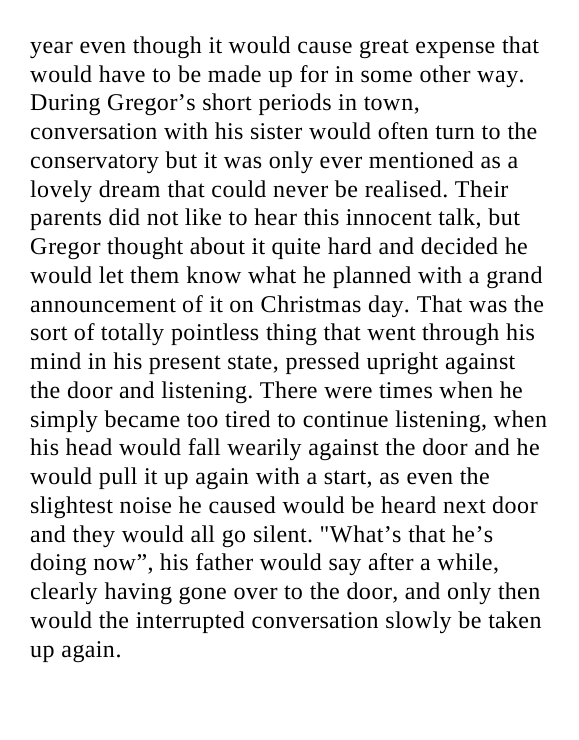 year even though it would cause great expense that
would have to be made up for in some other way.
During Gregor’s short periods in town,
conversation with his sister would often turn to the
conservatory but it was only ever mentioned as a
lovely dream that could never be realised. Their
parents did not like to hear this innocent talk, but
Gregor thought about it quite hard and decided he
would let them know what he planned with a grand
announcement of it on Christmas day. That was the
sort of totally pointless thing that went through his
mind in his present state, pressed upright against
the door and listening. There were times when he
simply became too tired to continue listening, when
his head would fall wearily against the door and he
would pull it up again with a start, as even the
slightest noise he caused would be heard next door
and they would all go silent. "What’s that he’s
doing now”, his father would say after a while,
clearly having gone over to the door, and only then
would the interrupted conversation slowly be taken
up again.